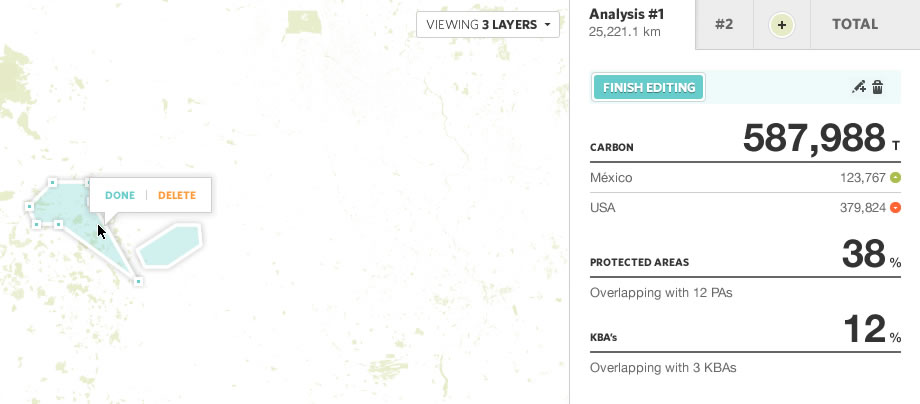 VIEWING 3 LAYERS
DONE | DELETE
Analysis #1
25,221.1 km
#2
+
TOTAL
FINISH EDITING
CARBON 587,988 T
México 123,767
USA 379,824
PROTECTED AREAS 38 %
Overlapping with 12 PAs
KBA's 12 %
Overlapping with 3 KBAs